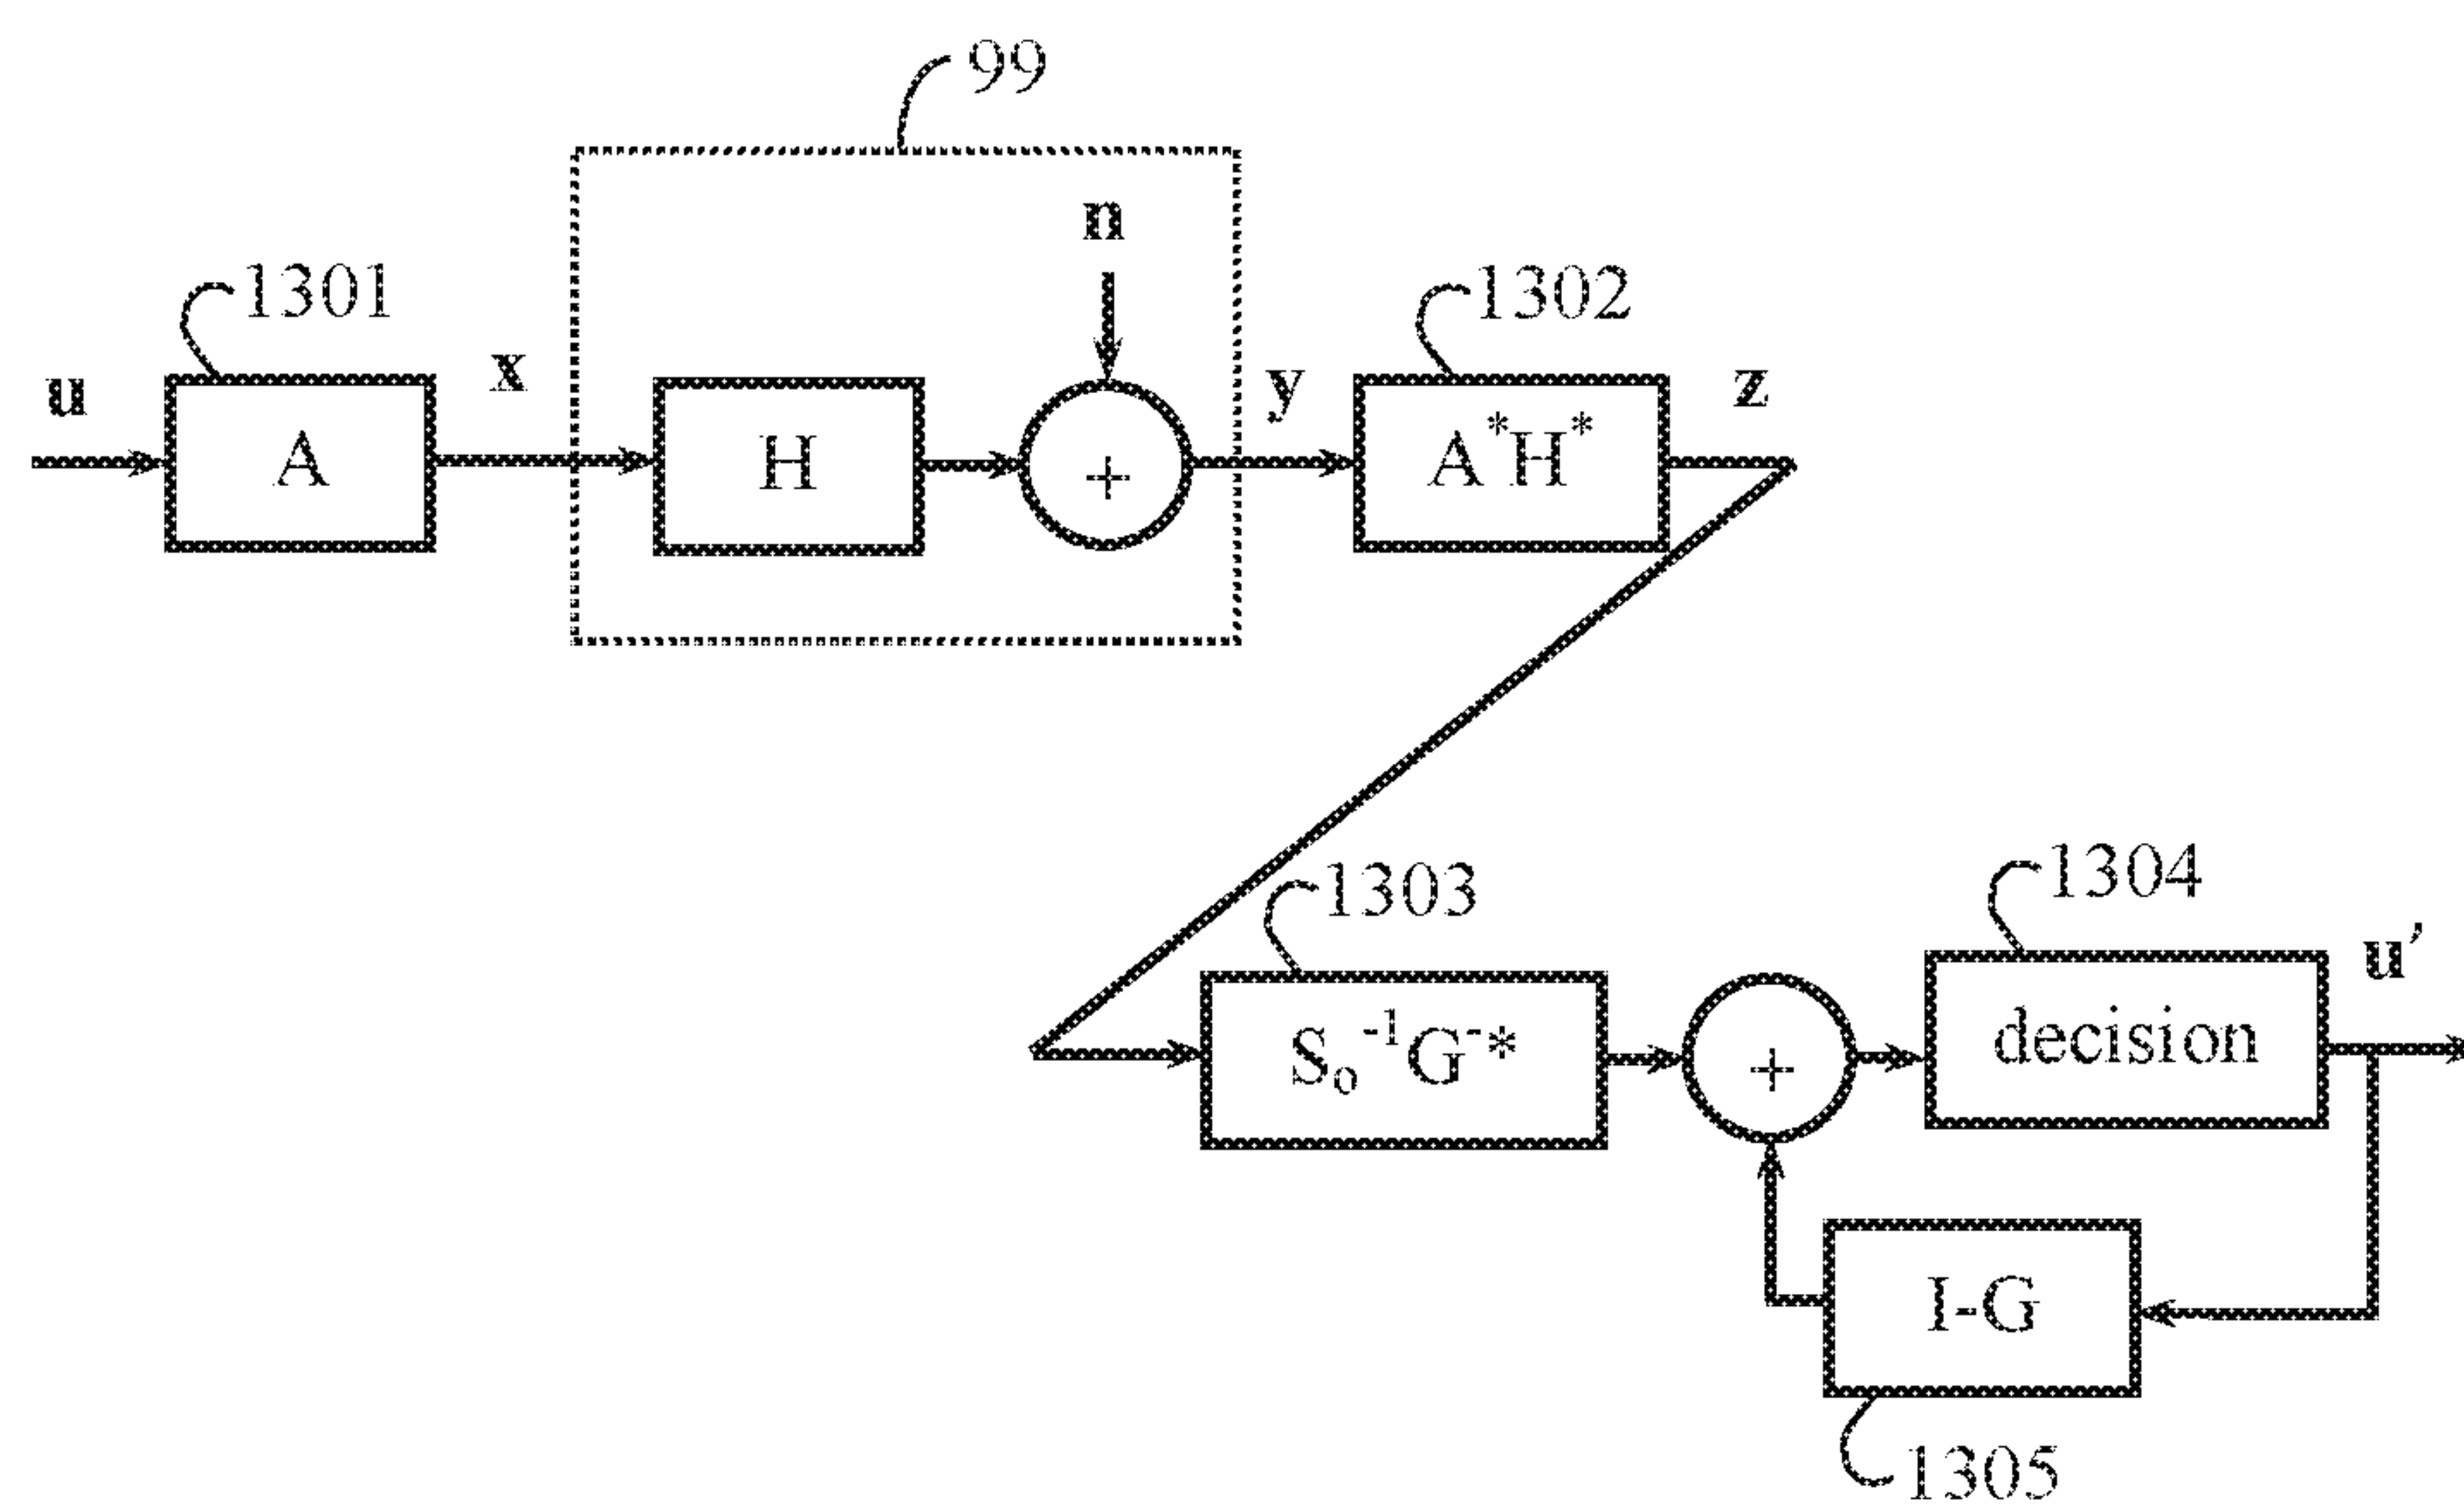 99
n
1301
1302
u
x
y
z
A
H
+
A*H*
1303
1304
u’
S₀⁻¹G⁻*
+
decision
I-G
1305